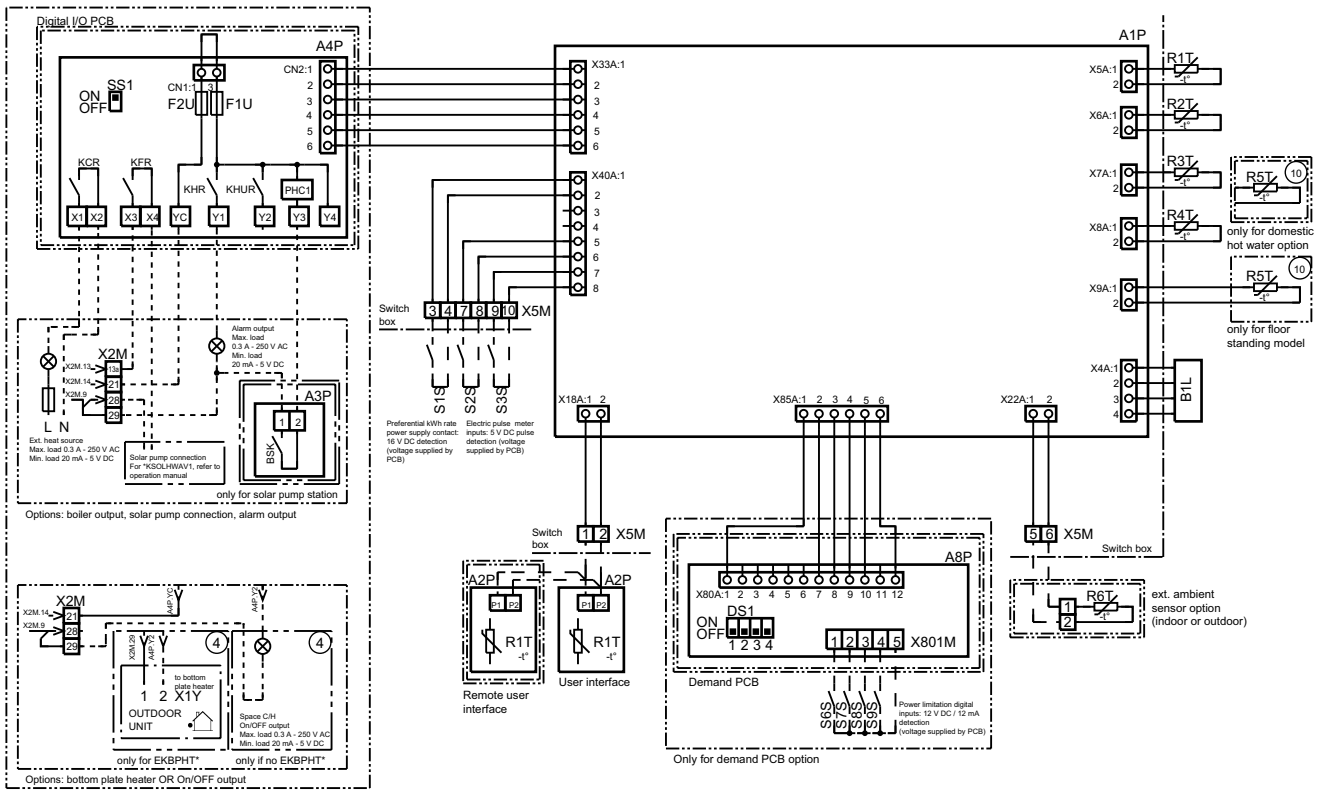 Digital I/O PCB
A4P
SS1
ON
OFF
CN1:1 3
F2U F1U
CN2:1
2
3
4
5
6
KCR
KFR
KHR
KHUR
PHC1
X1 X2 X3 X4 YC Y1 Y2 Y3 Y4
A1P
X33A:1
2
3
4
5
6
X40A:1
2
3
4
5
6
7
8
Switch
box
3 4 7 8 9 10 X5M
S1S
S2S
S3S
Preferential kWh rate
power supply contact:
16 V DC detection
(voltage supplied by
PCB)
Electric pulse meter
inputs: 5 V DC pulse
detection (voltage
supplied by PCB)
X5A:1
2
R1T
-t°
X6A:1
2
R2T
-t°
X7A:1
2
R3T
-t°
X8A:1
2
R4T
-t°
X9A:1
2
10
R5T
-t°
only for domestic
hot water option
10
R5T
-t°
only for floor
standing model
X4A:1
2
3
4
B1L
X18A:1 2
X85A:1 2 3 4 5 6
X22A:1 2
Alarm output
Max. load
0.3 A - 250 V AC
Min. load
20 mA - 5 V DC
X2M
X2M.13
13a
X2M.14
21
X2M.9
28
29
L N
Ext. heat source
Max. load 0.3 A - 250 V AC
Min. load 20 mA - 5 V DC
Solar pump connection
For *KSOLHWAV1, refer to
operation manual
A3P
1 2
BSK
only for solar pump station
Options: boiler output, solar pump connection, alarm output
Switch
box
1 2 X5M
A2P
P1 P2
R1T
-t°
Remote user
interface
A2P
P1 P2
R1T
-t°
User interface
A8P
X80A:1 2 3 4 5 6 7 8 9 10 11 12
DS1
ON
OFF
1 2 3 4
1 2 3 4 5 X801M
Demand PCB
S6S
S7S
S8S
S9S
Power limitation digital
inputs: 12 V DC / 12 mA
detection
(voltage supplied by PCB)
Only for demand PCB option
5 6 X5M
Switch box
1
2
R6T
-t°
ext. ambient
sensor option
(indoor or outdoor)
X2M
X2M.14
21
X2M.9
28
29
A4P.YC
A4P.Y2
X2M.29
A4P.Y2
4
4
to bottom
plate heater
1 2 X1Y
OUTDOOR
UNIT
Space C/H
On/OFF output
Max. load 0.3 A - 250 V AC
Min. load 20 mA - 5 V DC
only for EKBPHT*
only if no EKBPHT*
Options: bottom plate heater OR On/OFF output